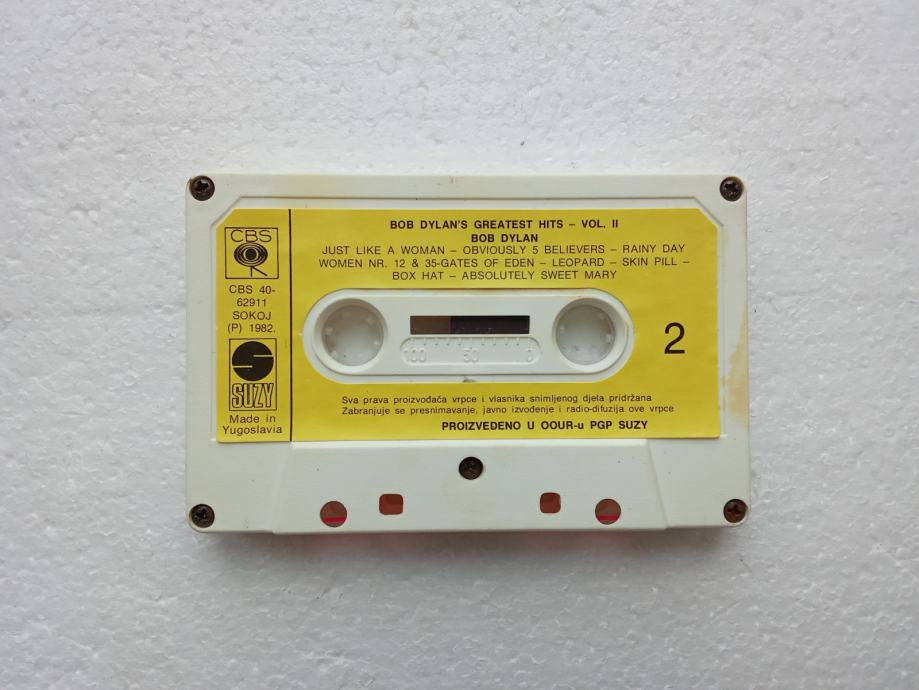 BOB DYLAN'S GREATEST HITS – VOL. II
BOB DYLAN
JUST LIKE A WOMAN – OBVIOUSLY 5 BELIEVERS – RAINY DAY
WOMEN NR. 12 & 35-GATES OF EDEN – LEOPARD – SKIN PILL –
BOX HAT – ABSOLUTELY SWEET MARY
CBS
CBS 40-
62911
SOKOJ
(P) 1982.
SUZY
Made in
Yugoslavia
100 50 0
2
Sva prava proizvođača vrpce i vlasnika snimljenog djela pridržana
Zabranjuje se presnimavanje, javno izvođenje i radio-difuzija ove vrpce
PROIZVEDENO U OOUR-u PGP SUZY